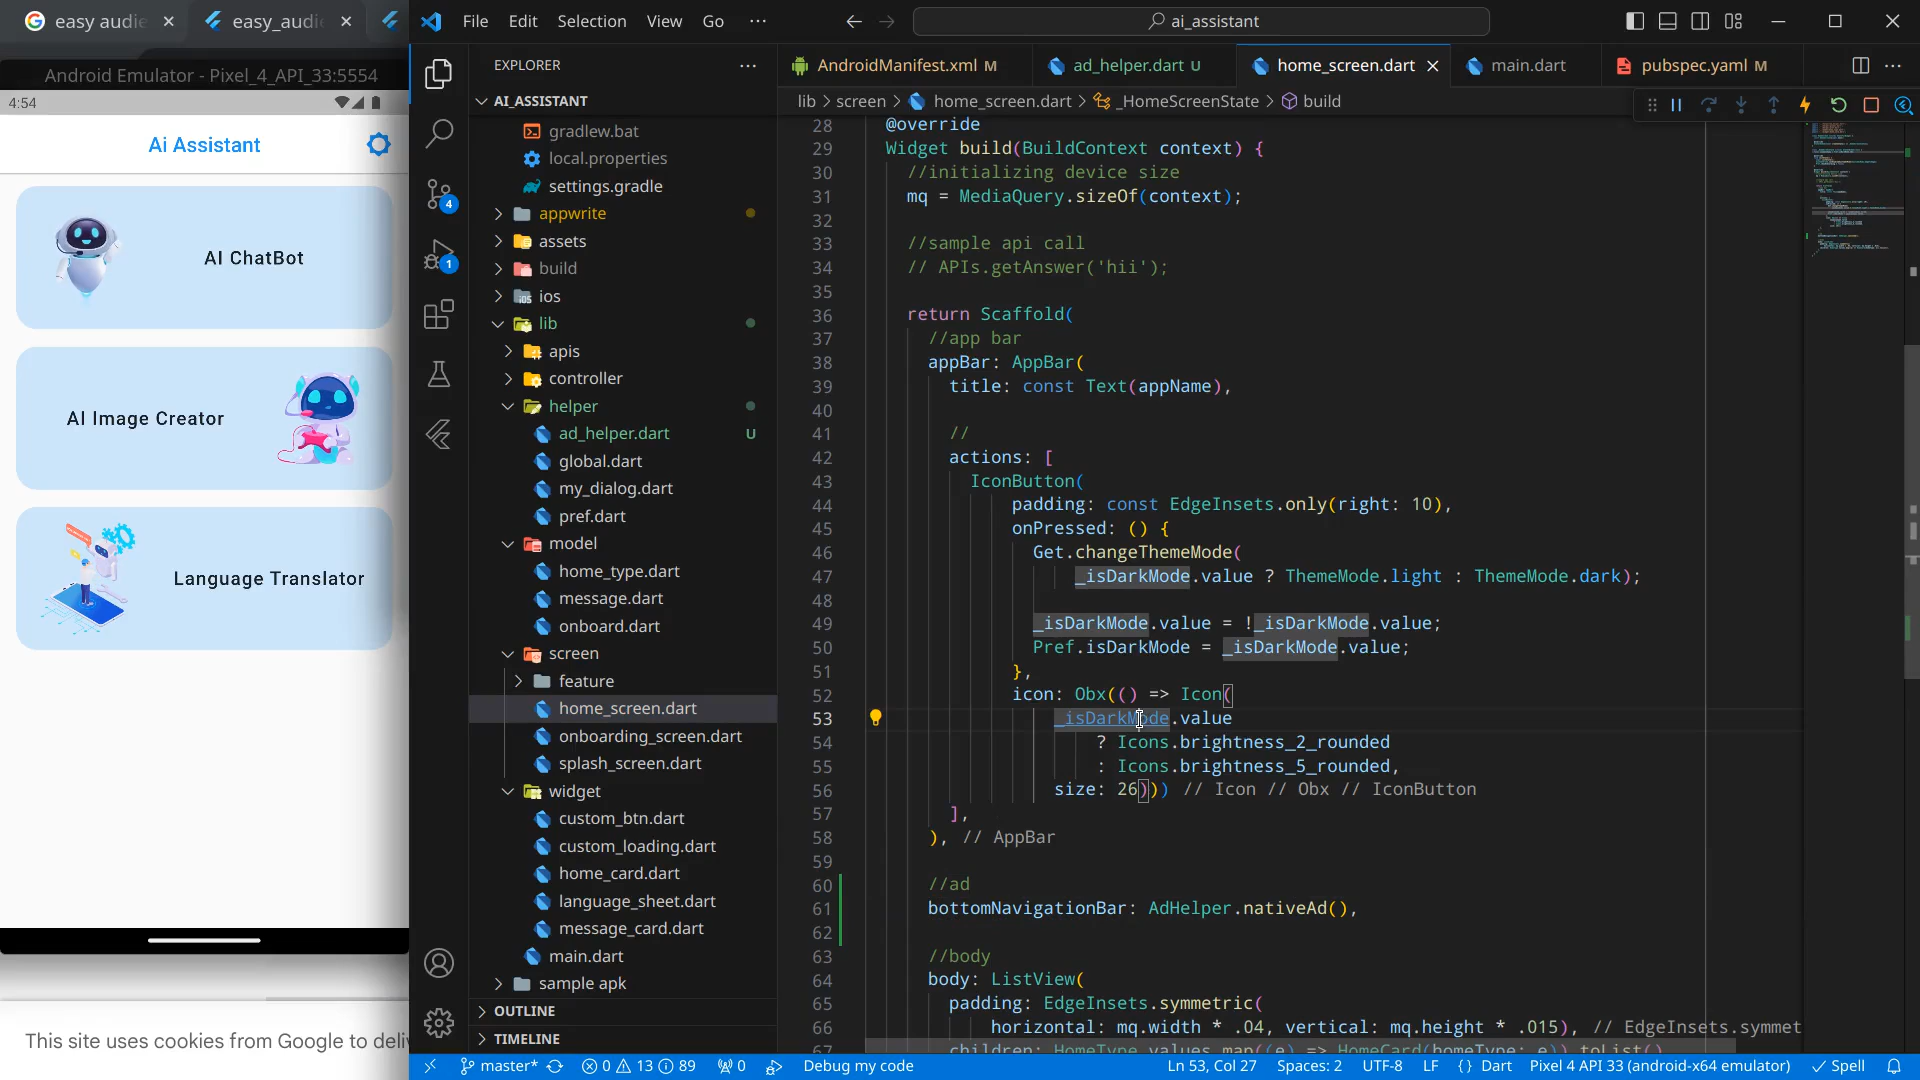 easy audie
easy_audi
File Edit Selection View Go ···
ai_assistant
Android Emulator - Pixel_4_API_33:5554
4:54
Ai Assistant
AI ChatBot
AI Image Creator
Language Translator
This site uses cookies from Google to deli
EXPLORER ···
AI_ASSISTANT
gradlew.bat
local.properties
settings.gradle
appwrite
assets
build
ios
lib
apis
controller
helper
ad_helper.dart U
global.dart
my_dialog.dart
pref.dart
model
home_type.dart
message.dart
onboard.dart
screen
feature
home_screen.dart
onboarding_screen.dart
splash_screen.dart
widget
custom_btn.dart
custom_loading.dart
home_card.dart
language_sheet.dart
message_card.dart
main.dart
sample apk
OUTLINE
TIMELINE
4
1
AndroidManifest.xml M
ad_helper.dart U
home_screen.dart
main.dart
pubspec.yaml M
lib > screen > home_screen.dart > _HomeScreenState > build
28 @override
29 Widget build(BuildContext context) {
30 //initializing device size
31 mq = MediaQuery.sizeOf(context);
32
33 //sample api call
34 // APIs.getAnswer('hii');
35
36 return Scaffold(
37 //app bar
38 appBar: AppBar(
39 title: const Text(appName),
40
41 //
42 actions: [
43 IconButton(
44 padding: const EdgeInsets.only(right: 10),
45 onPressed: () {
46 Get.changeThemeMode(
47 _isDarkMode.value ? ThemeMode.light : ThemeMode.dark);
48
49 _isDarkMode.value = !_isDarkMode.value;
50 Pref.isDarkMode = _isDarkMode.value;
51 },
52 icon: Obx(() => Icon(
53 _isDarkMode.value
54 ? Icons.brightness_2_rounded
55 : Icons.brightness_5_rounded,
56 size: 26))) // Icon // Obx // IconButton
57 ],
58 ), // AppBar
59
60 //ad
61 bottomNavigationBar: AdHelper.nativeAd(),
62
63 //body
64 body: ListView(
65 padding: EdgeInsets.symmetric(
66 horizontal: mq.width * .04, vertical: mq.height * .015), // EdgeInsets.symmet
67 children: HomeType.values.map((e) => HomeCard(homeType: e)).toList()
master* 0 13 89 0 Debug my code Ln 53, Col 27 Spaces: 2 UTF-8 LF {} Dart Pixel 4 API 33 (android-x64 emulator) Spell